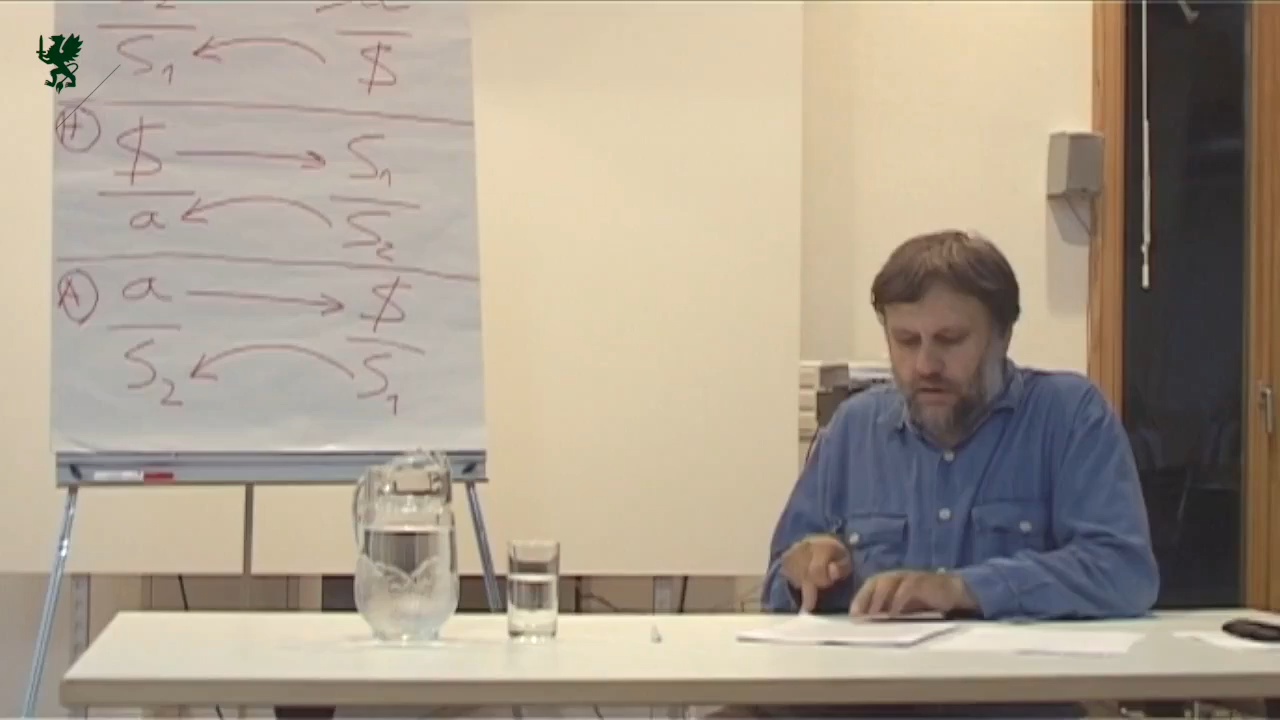 S₁ ← $
Ⓗ $ → S₁
a ← S₂
Ⓐ a → $
S₂ ← S₁